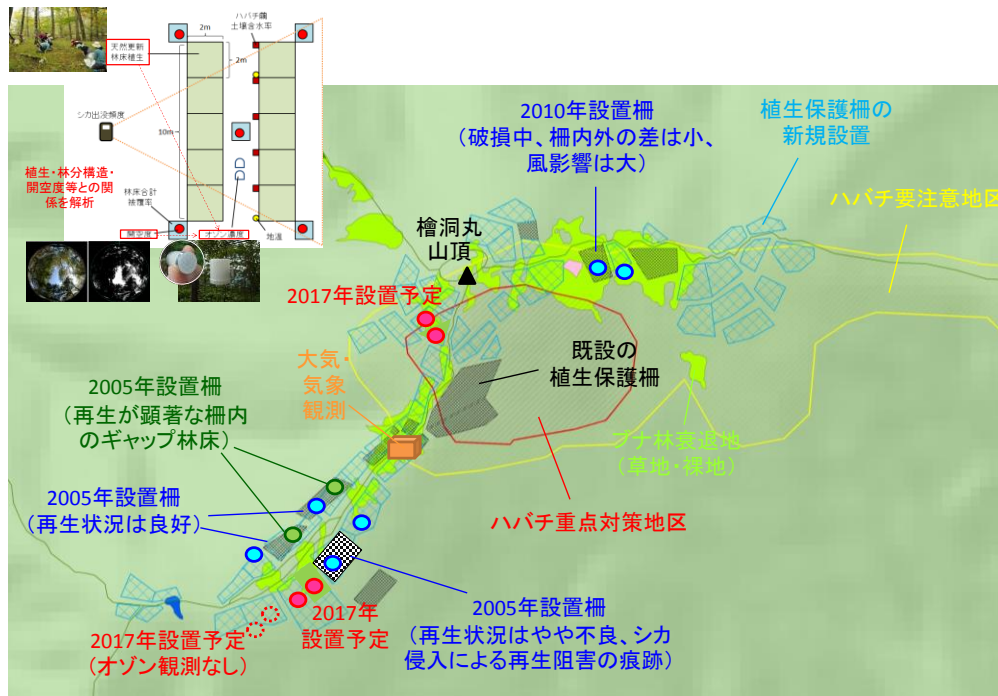 2m
ハバチ繭
土壌含水率
天然更新
林床植生
2m
シカ出没頻度
10m
植生・林分構造・
開空度等との関
係を解析
林床合計
被覆率
開空度
オゾン濃度
地温
2010年設置柵
（破損中、柵内外の差は小、
風影響は大）
植生保護柵の
新規設置
ハバチ要注意地区
檜洞丸
山頂
2017年設置予定
既設の
植生保護柵
大気・
気象
観測
2005年設置柵
（再生が顕著な柵内
のギャップ林床）
ブナ林衰退地
（草地・裸地）
2005年設置柵
（再生状況は良好）
ハバチ重点対策地区
2017年設置予定
（オゾン観測なし）
2017年
設置予定
2005年設置柵
（再生状況はやや不良、シカ
侵入による再生阻害の痕跡）